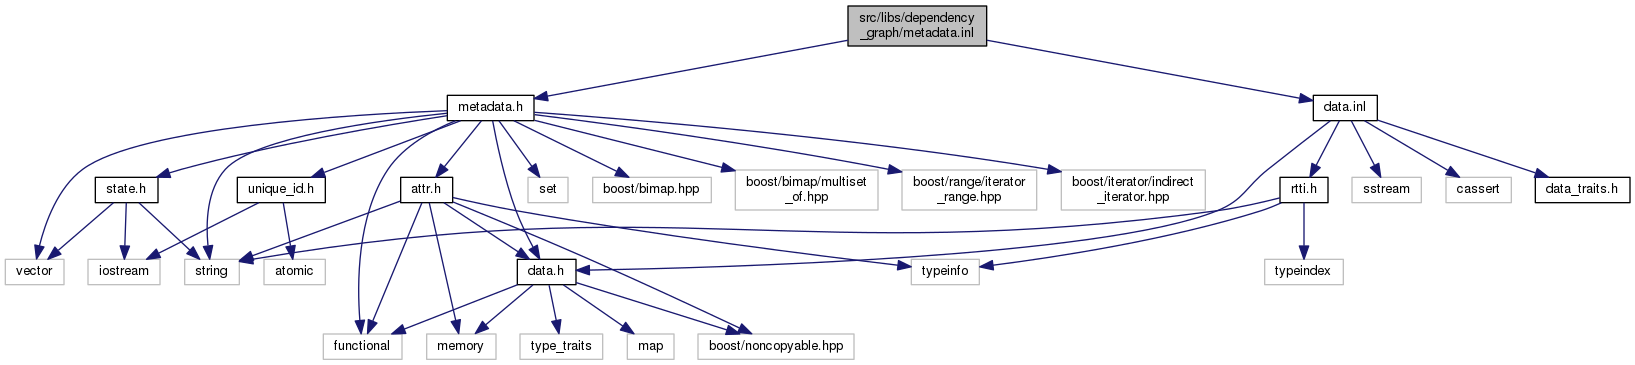 src/libs/dependency
_graph/metadata.inl
metadata.h
data.inl
state.h
unique_id.h
attr.h
set
boost/bimap.hpp
boost/bimap/multiset
_of.hpp
boost/range/iterator
_range.hpp
boost/iterator/indirect
_iterator.hpp
rtti.h
sstream
cassert
data_traits.h
vector
iostream
string
atomic
data.h
typeinfo
typeindex
functional
memory
type_traits
map
boost/noncopyable.hpp